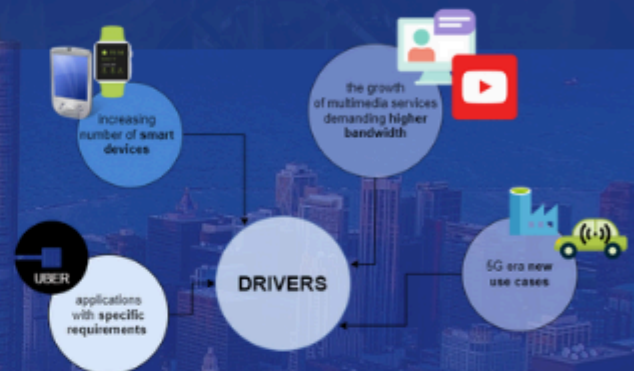 increasing
number of smart
devices
the growth
of multimedia services
demanding higher
bandwidth
UBER
applications
with specific
requirements
DRIVERS
5G era new
use cases